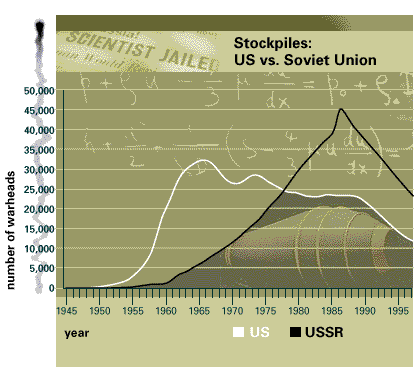 SCIENTIST JAILED
Stockpiles:
US vs. Soviet Union
50,000
45,000
40,000
35,000
30,000
25,000
20,000
15,000
10,000
5,000
0
number of warheads
1945 1950 1955 1960 1965 1970 1975 1980 1985 1990 1995
year
US USSR